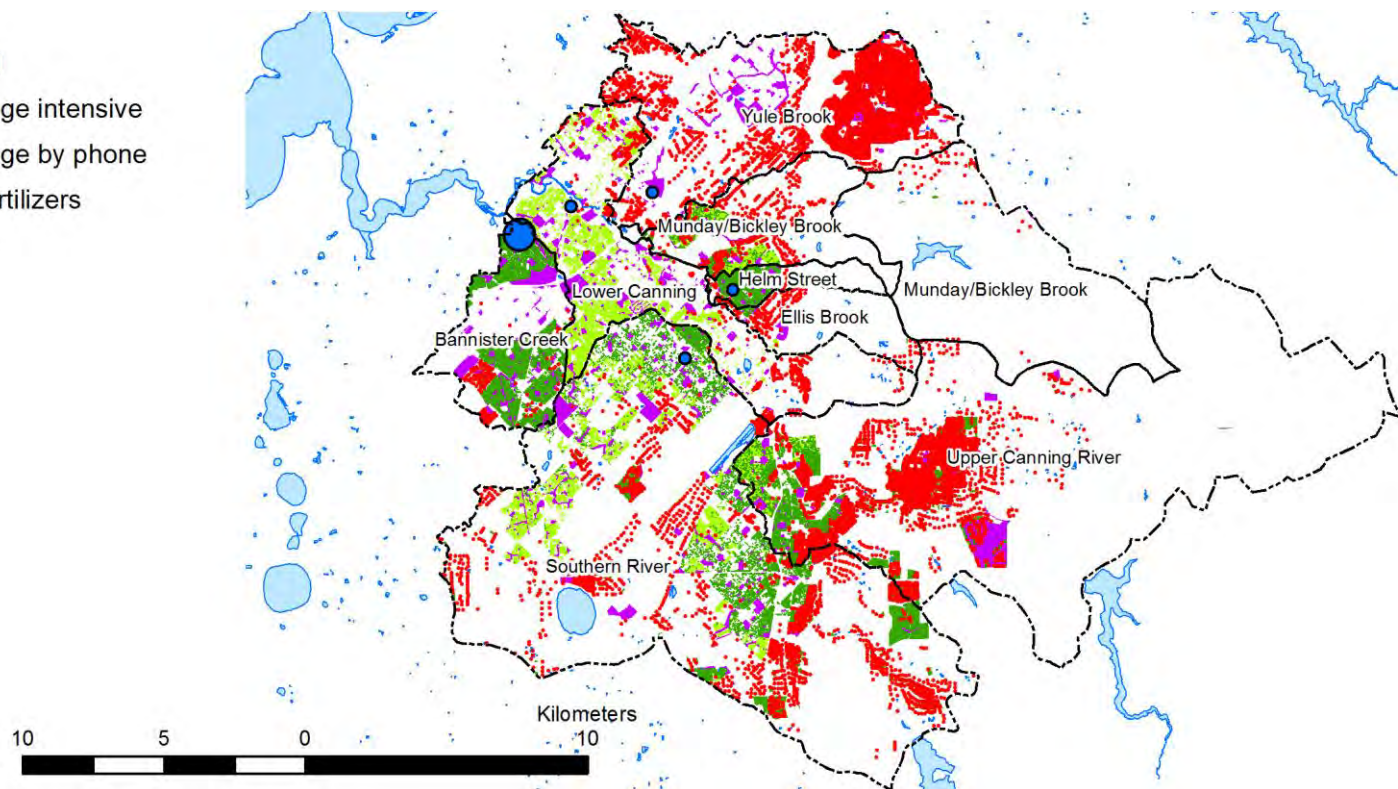 ge intensive
ge by phone
rtilizers
Yule Brook
Munday/Bickley Brook
Helm Street
Munday/Bickley Brook
Lower Canning
Ellis Brook
Bannister Creek
Upper Canning River
Southern River
Kilometers
10 5 0 10